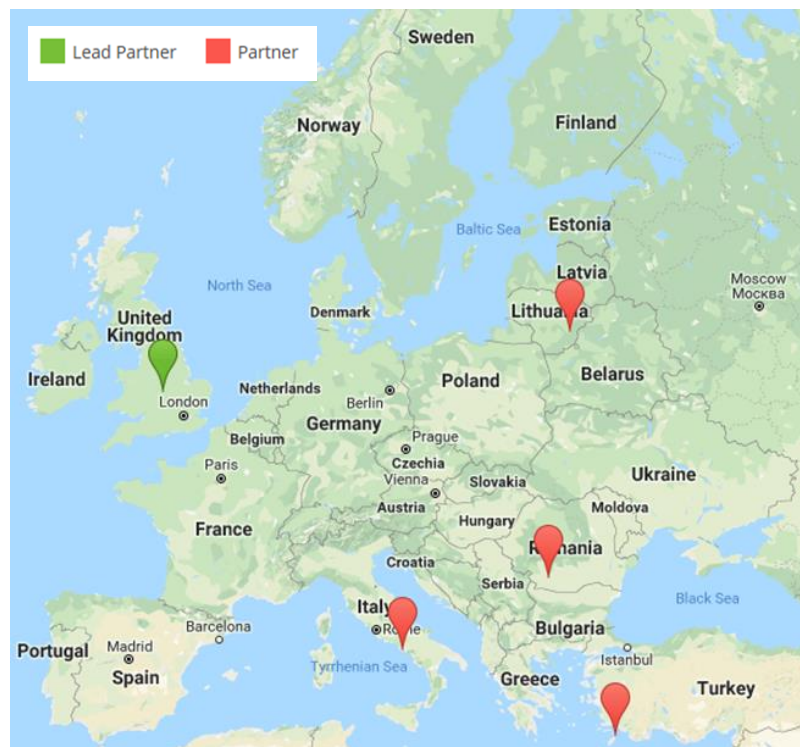 Lead Partner
Partner
Sweden
Norway
Finland
Baltic Sea
Estonia
Latvia
North Sea
Moscow
Москва
Denmark
Lithuania
United
Kingdom
Ireland
Netherlands
Berlin
Poland
Belarus
London
Germany
Belgium
Prague
Paris
Czechia
Vienna
Slovakia
Ukraine
Austria
Moldova
France
Hungary
Romania
Croatia
Serbia
Black Sea
Italy
Rome
Barcelona
Bulgaria
Portugal
Madrid
Spain
Tyrrhenian Sea
Istanbul
Greece
Turkey